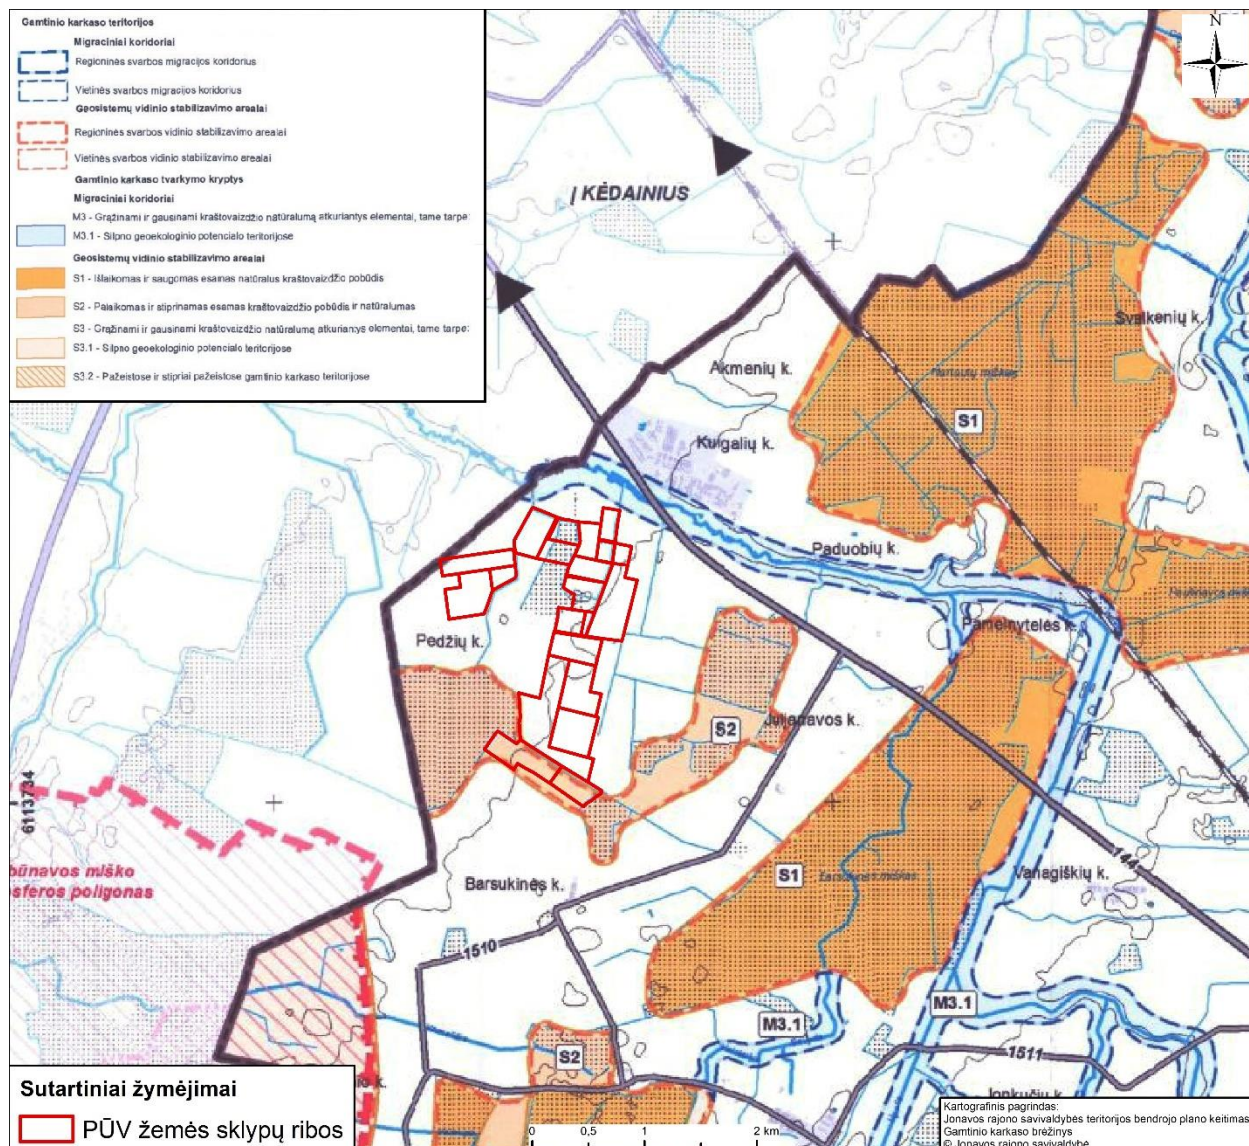 Gamtinio karkaso teritorijos
Migraciniai koridoriai
Regioninės svarbos migracijos koridorius
Vietinės svarbos migracijos koridorius
Geosistemų vidinio stabilizavimo arealai
Regioninės svarbos vidinio stabilizavimo arealai
Vietinės svarbos vidinio stabilizavimo arealai
Gamtinio karkaso tvarkymo kryptys
Migraciniai koridoriai
M3 - Grąžinami ir gausinami kraštovaizdžio natūralumą atkuriantys elementai, tame tarpe:
M3.1 - Silpno geoekologinio potencialo teritorijose
Geosistemų vidinio stabilizavimo arealai
S1 - Išlaikomas ir saugomas esamas natūralus kraštovaizdžio pobūdis
S2 - Palaikomas ir stiprinamas esamas kraštovaizdžio pobūdis ir natūralumas
S3 - Grąžinami ir gausinami kraštovaizdžio natūralumą atkuriantys elementai, tame tarpe:
S3.1 - Silpno geoekologinio potencialo teritorijose
S3.2 - Pažeistose ir stipriai pažeistose gamtinio karkaso teritorijose
N
Į KĖDAINIUS
Svalkenių k.
Akmenių k.
S1
Kulgalių k.
Paduobių k.
Pamelnytėlės k.
Pedžių k.
S2
Julijanavos k.
6113734
būnavos miško
sferos poligonas
Barsukinės k.
S1
144
Vanagiškių k.
1510
M3.1
M3.1
S2
1511
Jonkučių k.
Sutartiniai žymėjimai
PŪV žemės sklypų ribos
0 0,5 1 2 km
Kartografinis pagrindas:
Jonavos rajono savivaldybės teritorijos bendrojo plano keitimas
Gamtinio karkaso brėžinys
© Jonavos rajono savivaldybė